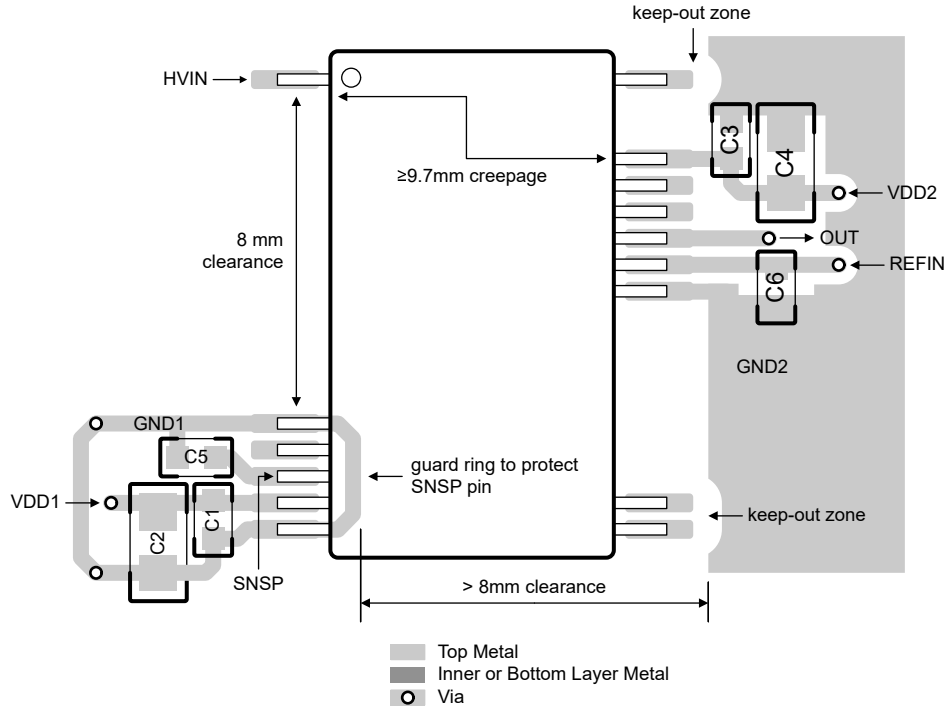 keep-out zone
HVIN
C3
C4
≥9.7mm creepage
VDD2
8 mm
clearance
OUT
REFIN
C6
GND2
GND1
C5
guard ring to protect
SNSP pin
VDD1
C1
C2
keep-out zone
SNSP
> 8mm clearance
Top Metal
Inner or Bottom Layer Metal
Via